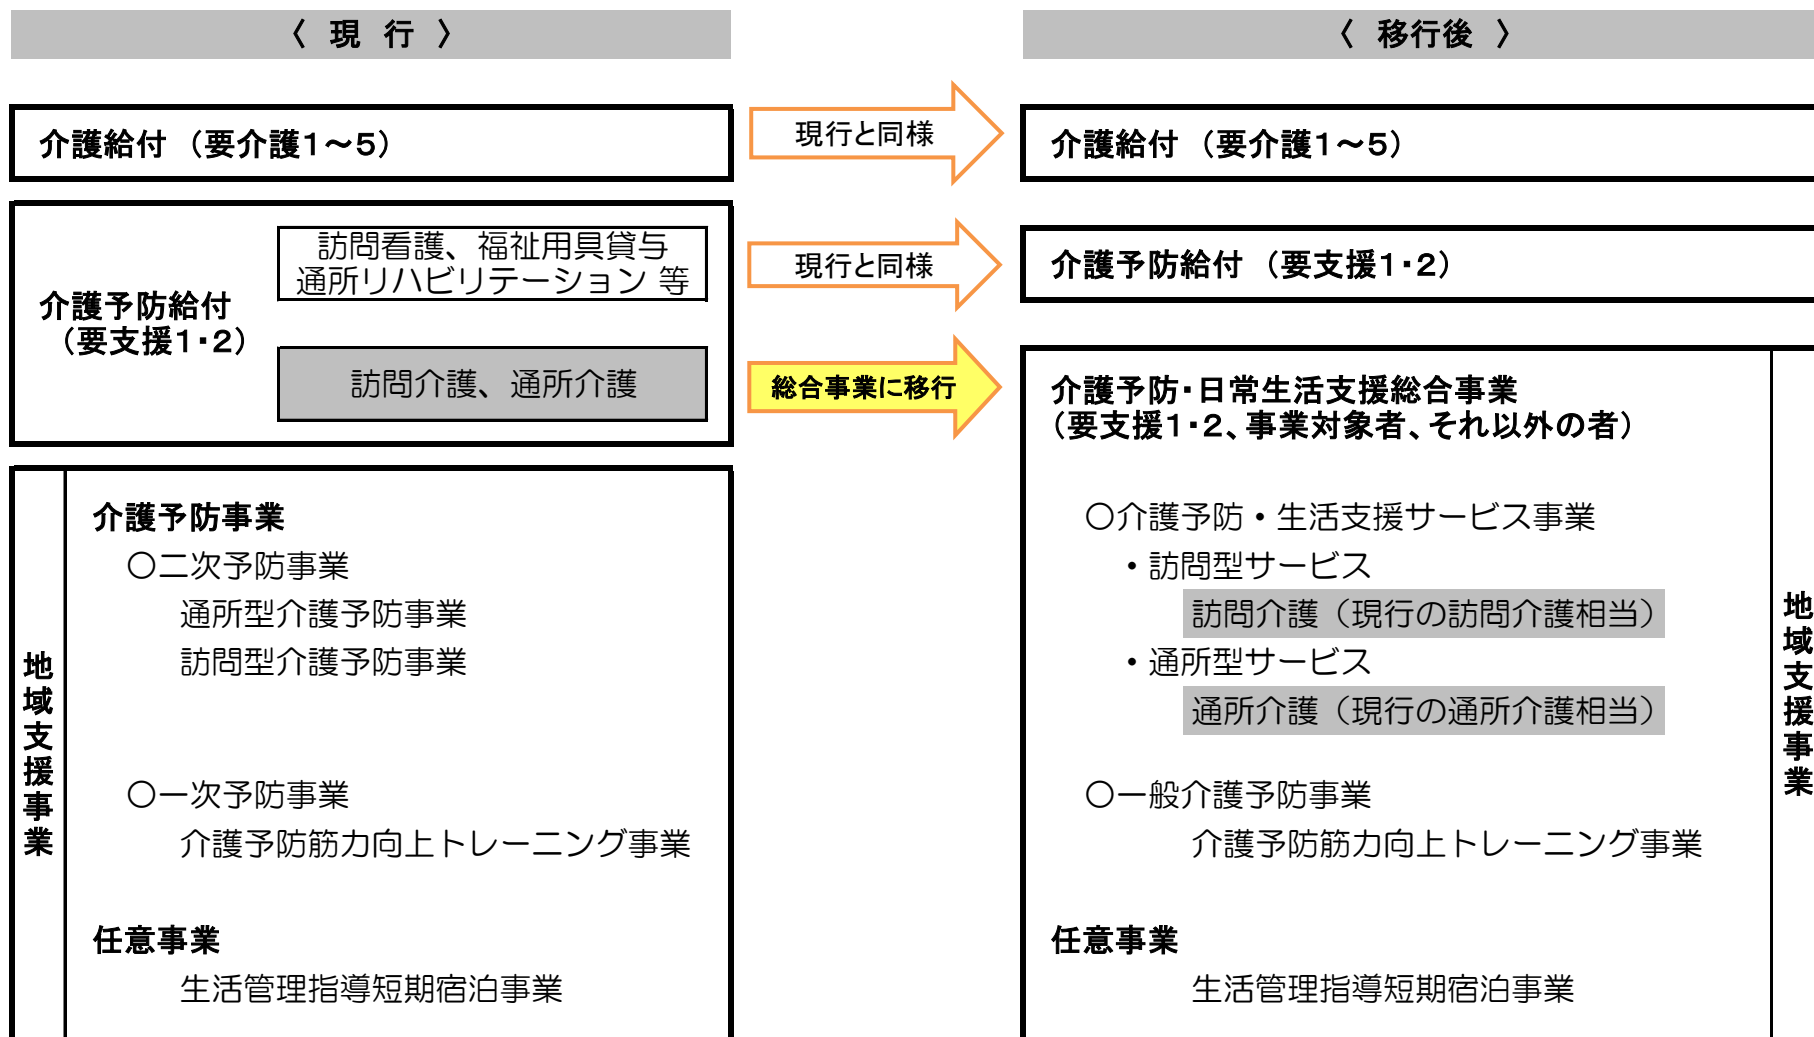 〈 現 行 〉
介護給付 （要介護1～5）
介護予防給付
（要支援1・2）
訪問看護、福祉用具貸与
通所リハビリテーション 等
訪問介護、通所介護
地域支援事業
介護予防事業
〇二次予防事業
通所型介護予防事業
訪問型介護予防事業
〇一次予防事業
介護予防筋力向上トレーニング事業
任意事業
生活管理指導短期宿泊事業
現行と同様
現行と同様
総合事業に移行
〈 移行後 〉
介護給付 （要介護1～5）
介護予防給付 （要支援1・2）
介護予防・日常生活支援総合事業
（要支援1・2、事業対象者、それ以外の者）
〇介護予防・生活支援サービス事業
・訪問型サービス
訪問介護（現行の訪問介護相当）
・通所型サービス
通所介護（現行の通所介護相当）
〇一般介護予防事業
介護予防筋力向上トレーニング事業
任意事業
生活管理指導短期宿泊事業
地域支援事業